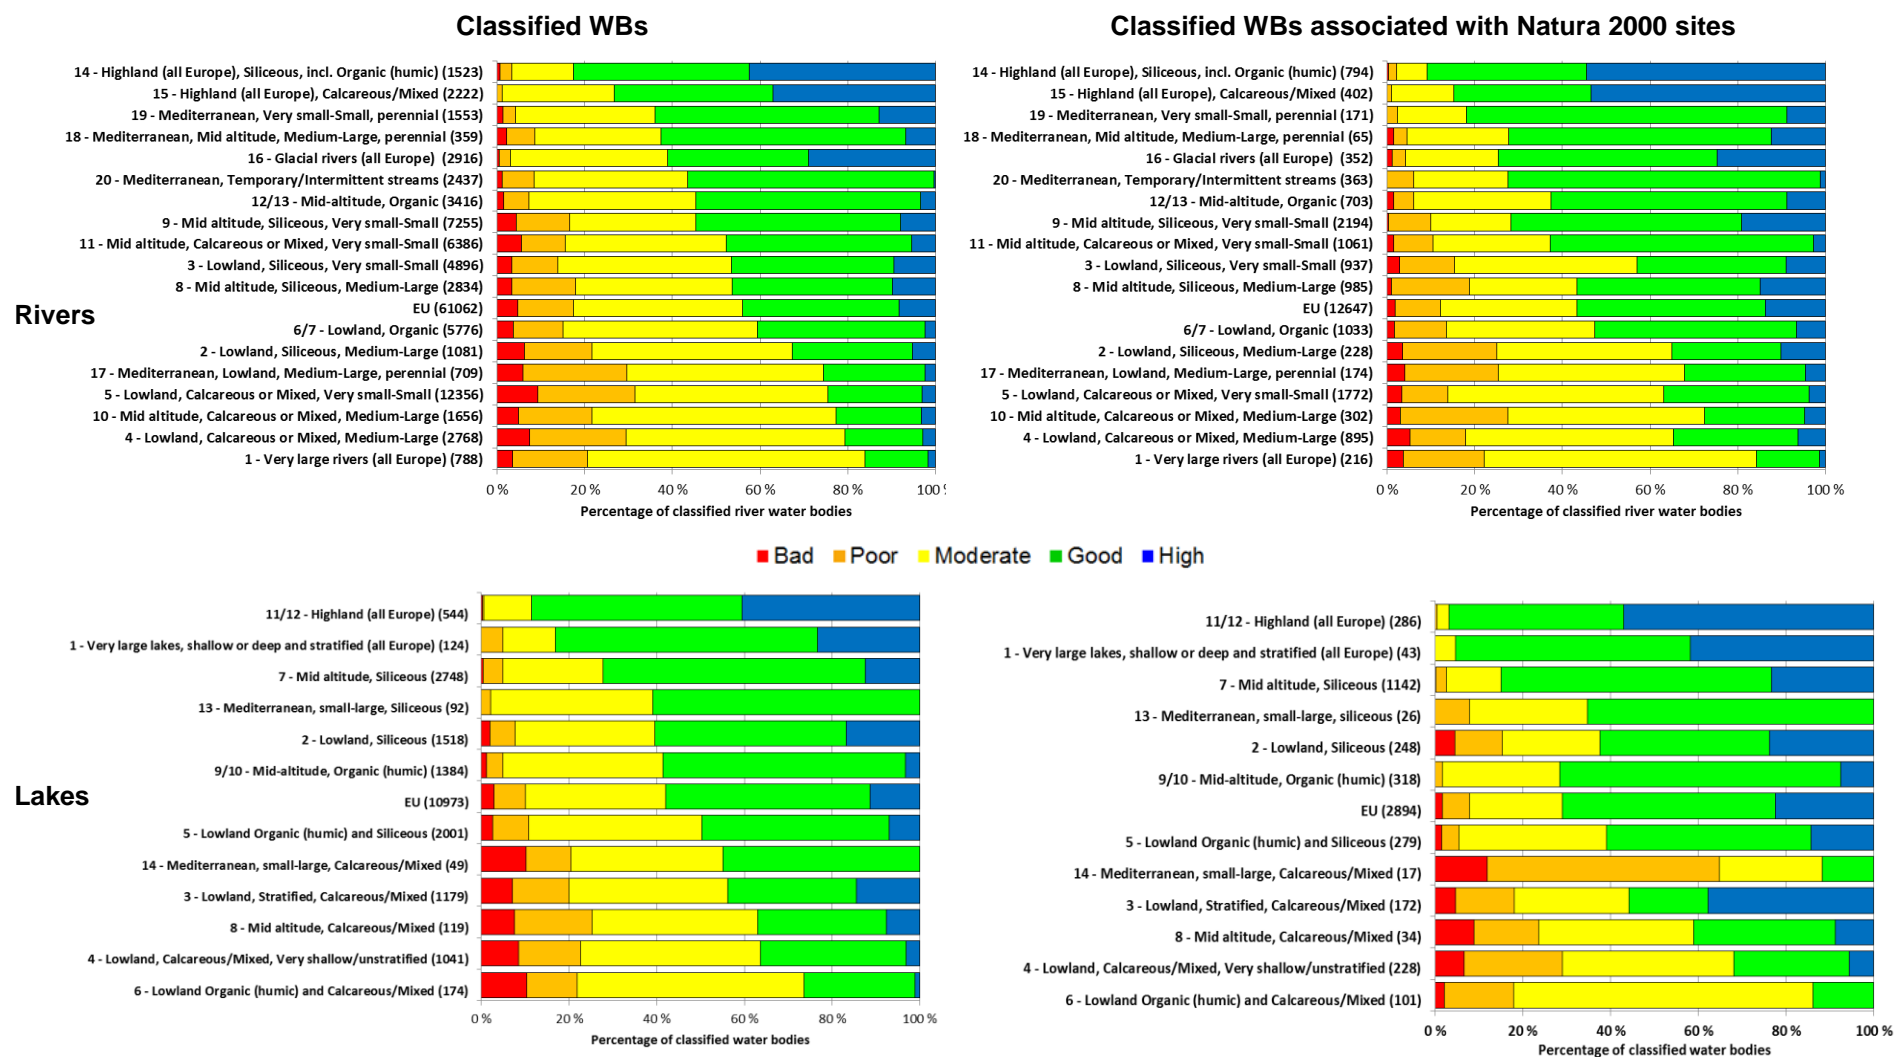 Classified WBs
Classified WBs associated with Natura 2000 sites
Rivers
14 - Highland (all Europe), Siliceous, incl. Organic (humic) (1523)
15 - Highland (all Europe), Calcareous/Mixed (2222)
19 - Mediterranean, Very small-Small, perennial (1553)
18 - Mediterranean, Mid altitude, Medium-Large, perennial (359)
16 - Glacial rivers (all Europe) (2916)
20 - Mediterranean, Temporary/Intermittent streams (2437)
12/13 - Mid-altitude, Organic (3416)
9 - Mid altitude, Siliceous, Very small-Small (7255)
11 - Mid altitude, Calcareous or Mixed, Very small-Small (6386)
3 - Lowland, Siliceous, Very small-Small (4896)
8 - Mid altitude, Siliceous, Medium-Large (2834)
EU (61062)
6/7 - Lowland, Organic (5776)
2 - Lowland, Siliceous, Medium-Large (1081)
17 - Mediterranean, Lowland, Medium-Large, perennial (709)
5 - Lowland, Calcareous or Mixed, Very small-Small (12356)
10 - Mid altitude, Calcareous or Mixed, Medium-Large (1656)
4 - Lowland, Calcareous or Mixed, Medium-Large (2768)
1 - Very large rivers (all Europe) (788)
0 % 20 % 40 % 60 % 80 % 100 %
Percentage of classified river water bodies
14 - Highland (all Europe), Siliceous, incl. Organic (humic) (794)
15 - Highland (all Europe), Calcareous/Mixed (402)
19 - Mediterranean, Very small-Small, perennial (171)
18 - Mediterranean, Mid altitude, Medium-Large, perennial (65)
16 - Glacial rivers (all Europe) (352)
20 - Mediterranean, Temporary/Intermittent streams (363)
12/13 - Mid-altitude, Organic (703)
9 - Mid altitude, Siliceous, Very small-Small (2194)
11 - Mid altitude, Calcareous or Mixed, Very small-Small (1061)
3 - Lowland, Siliceous, Very small-Small (937)
8 - Mid altitude, Siliceous, Medium-Large (985)
EU (12647)
6/7 - Lowland, Organic (1033)
2 - Lowland, Siliceous, Medium-Large (228)
17 - Mediterranean, Lowland, Medium-Large, perennial (174)
5 - Lowland, Calcareous or Mixed, Very small-Small (1772)
10 - Mid altitude, Calcareous or Mixed, Medium-Large (302)
4 - Lowland, Calcareous or Mixed, Medium-Large (895)
1 - Very large rivers (all Europe) (216)
0 % 20 % 40 % 60 % 80 % 100 %
Percentage of classified river water bodies
Bad Poor Moderate Good High
Lakes
11/12 - Highland (all Europe) (544)
1 - Very large lakes, shallow or deep and stratified (all Europe) (124)
7 - Mid altitude, Siliceous (2748)
13 - Mediterranean, small-large, Siliceous (92)
2 - Lowland, Siliceous (1518)
9/10 - Mid-altitude, Organic (humic) (1384)
EU (10973)
5 - Lowland Organic (humic) and Siliceous (2001)
14 - Mediterranean, small-large, Calcareous/Mixed (49)
3 - Lowland, Stratified, Calcareous/Mixed (1179)
8 - Mid altitude, Calcareous/Mixed (119)
4 - Lowland, Calcareous/Mixed, Very shallow/unstratified (1041)
6 - Lowland Organic (humic) and Calcareous/Mixed (174)
0 % 20 % 40 % 60 % 80 % 100 %
Percentage of classified water bodies
11/12 - Highland (all Europe) (286)
1 - Very large lakes, shallow or deep and stratified (all Europe) (43)
7 - Mid altitude, Siliceous (1142)
13 - Mediterranean, small-large, siliceous (26)
2 - Lowland, Siliceous (248)
9/10 - Mid-altitude, Organic (humic) (318)
EU (2894)
5 - Lowland Organic (humic) and Siliceous (279)
14 - Mediterranean, small-large, Calcareous/Mixed (17)
3 - Lowland, Stratified, Calcareous/Mixed (172)
8 - Mid altitude, Calcareous/Mixed (34)
4 - Lowland, Calcareous/Mixed, Very shallow/unstratified (228)
6 - Lowland Organic (humic) and Calcareous/Mixed (101)
0 % 20 % 40 % 60 % 80 % 100 %
Percentage of classified water bodies